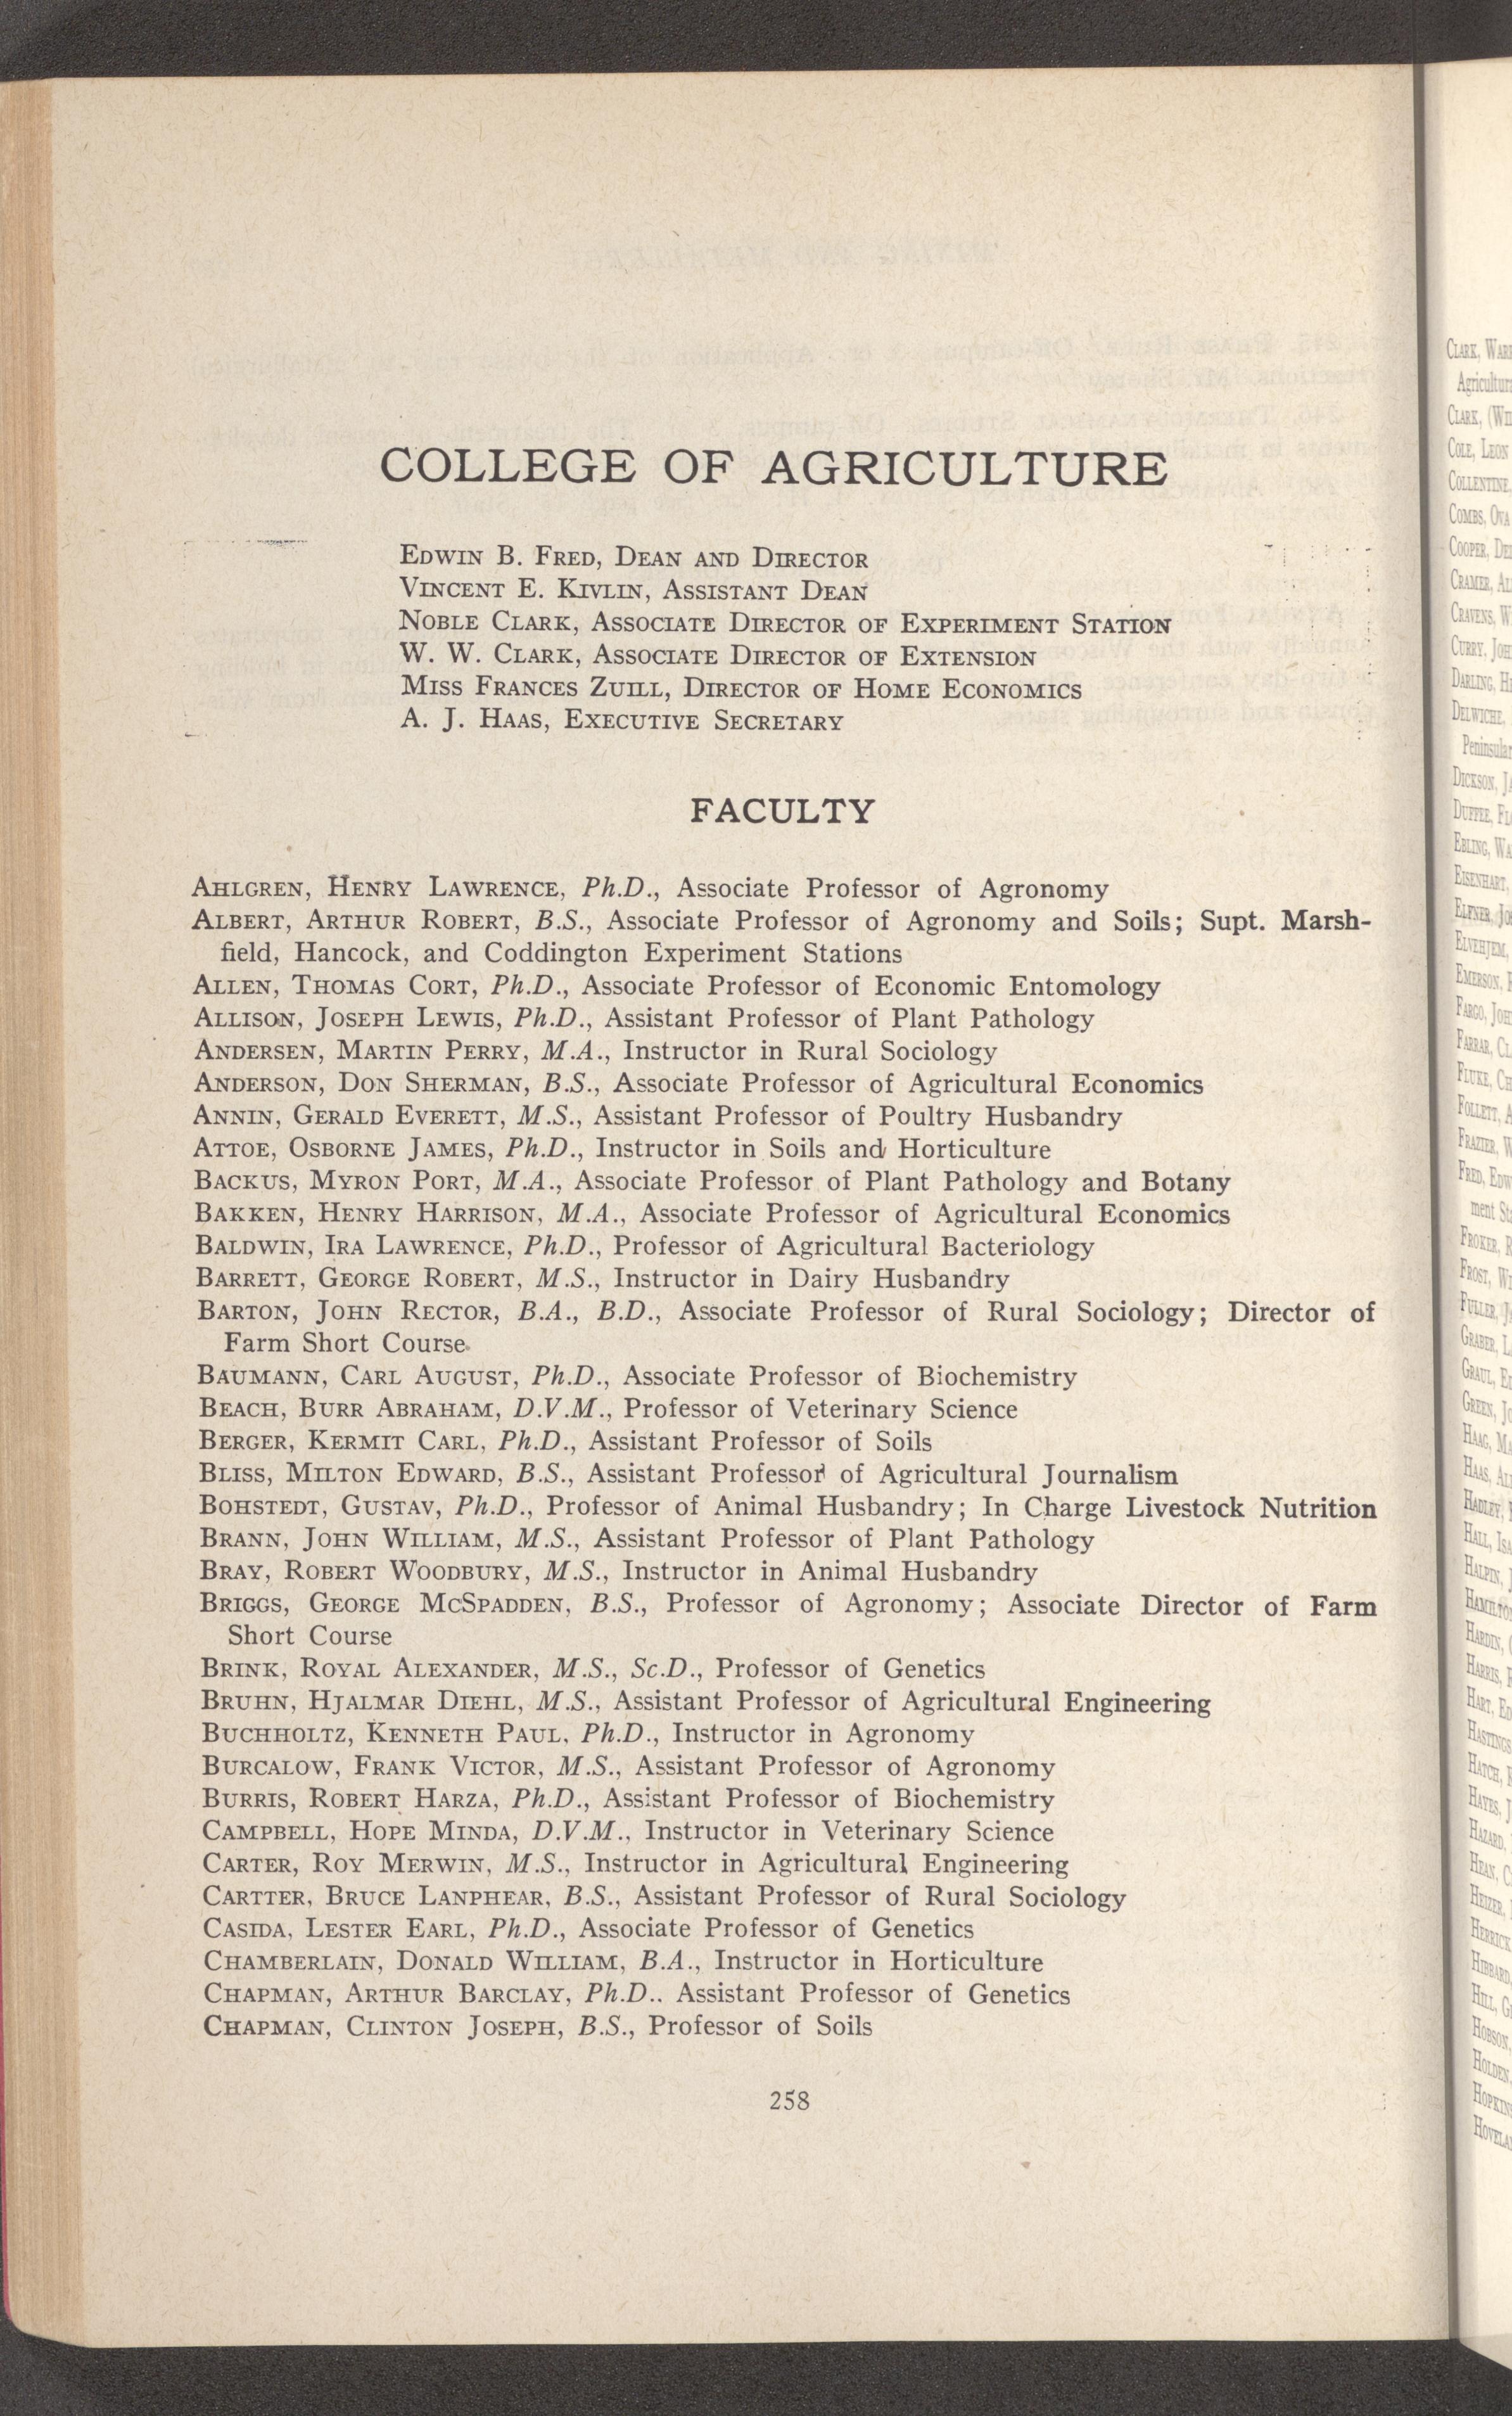 COLLEGE OF AGRICULTURE
EDWIN B. FRED, DEAN AND DIRECTOR
VINCENT E. KIVLIN, ASSISTANT DEAN
NOBLE CLARK, ASSOCIATE DIRECTOR OF EXPERIMENT STATION
W. W. CLARK, ASSOCIATE DIRECTOR OF EXTENSION
MISS FRANCES ZUILL, DIRECTOR OF HOME ECONOMICS
A. J. HAAS, EXECUTIVE SECRETARY
FACULTY
AHLGREN, HENRY LAWRENCE, Ph.D., Associate Professor of Agronomy
ALBERT, ARTHUR ROBERT, B.S., Associate Professor of Agronomy and Soils; Supt. Marsh-
field, Hancock, and Coddington Experiment Stations
ALLEN, THOMAS CORT, Ph.D., Associate Professor of Economic Entomology
ALLISON, JOSEPH LEWIS, Ph.D., Assistant Professor of Plant Pathology
ANDERSEN, MARTIN PERRY, M.A., Instructor in Rural Sociology
ANDERSON, DON SHERMAN, B.S., Associate Professor of Agricultural Economics
ANNIN, GERALD EVERETT, M.S., Assistant Professor of Poultry Husbandry
ATTOE, OSBORNE JAMES, Ph.D., Instructor in Soils and Horticulture
BACKUS, MYRON PORT, M.A., Associate Professor of Plant Pathology and Botany
BAKKEN, HENRY HARRISON, M.A., Associate Professor of Agricultural Economics
BALDWIN, IRA LAWRENCE, Ph.D., Professor of Agricultural Bacteriology
BARRETT, GEORGE ROBERT, M.S., Instructor in Dairy Husbandry
BARTON, JOHN RECTOR, B.A., B.D., Associate Professor of Rural Sociology; Director of
Farm Short Course
BAUMANN, CARL AUGUST, Ph.D., Associate Professor of Biochemistry
BEACH, BURR ABRAHAM, D.V.M., Professor of Veterinary Science
BERGER, KERMIT CARL, Ph.D., Assistant Professor of Soils
BLISS, MILTON EDWARD, B.S., Assistant Professor of Agricultural Journalism
BOHSTEDT, GUSTAV, Ph.D., Professor of Animal Husbandry; In Charge Livestock Nutrition
BRANN, JOHN WILLIAM, M.S., Assistant Professor of Plant Pathology
BRAY, ROBERT WOODBURY, M.S., Instructor in Animal Husbandry
BRIGGS, GEORGE MCSPADDEN, B.S., Professor of Agronomy; Associate Director of Farm
Short Course
BRINK, ROYAL ALEXANDER, M.S., Sc.D., Professor of Genetics
BRUHN, HJALMAR DIEHL, M.S., Assistant Professor of Agricultural Engineering
BUCHHOLTZ, KENNETH PAUL, Ph.D., Instructor in Agronomy
BURCALOW, FRANK VICTOR, M.S., Assistant Professor of Agronomy
BURRIS, ROBERT HARZA, Ph.D., Assistant Professor of Biochemistry
CAMPBELL, HOPE MINDA, D.V.M., Instructor in Veterinary Science
CARTER, ROY MERWIN, M.S., Instructor in Agricultural Engineering
CARTTER, BRUCE LANPHEAR, B.S., Assistant Professor of Rural Sociology
CASIDA, LESTER EARL, Ph.D., Associate Professor of Genetics
CHAMBERLAIN, DONALD WILLIAM, B.A., Instructor in Horticulture
CHAPMAN, ARTHUR BARCLAY, Ph.D.. Assistant Professor of Genetics
CHAPMAN, CLINTON JOSEPH, B.S., Professor of Soils
258